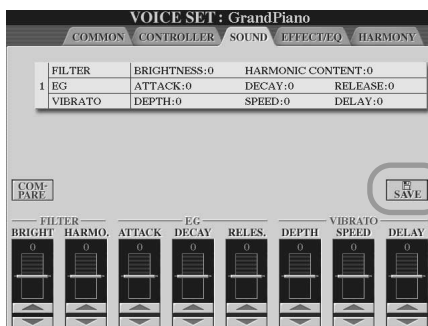 VOICE SET : GrandPiano
COMMON CONTROLLER SOUND EFFECT/EQ HARMONY
FILTER BRIGHTNESS:0 HARMONIC CONTENT:0
1 EG ATTACK:0 DECAY:0 RELEASE:0
VIBRATO DEPTH:0 SPEED:0 DELAY:0
COM-
PARE
SAVE
FILTER EG VIBRATO
BRIGHT HARMO. ATTACK DECAY RELES. DEPTH SPEED DELAY
0 0 0 0 0 0 0 0